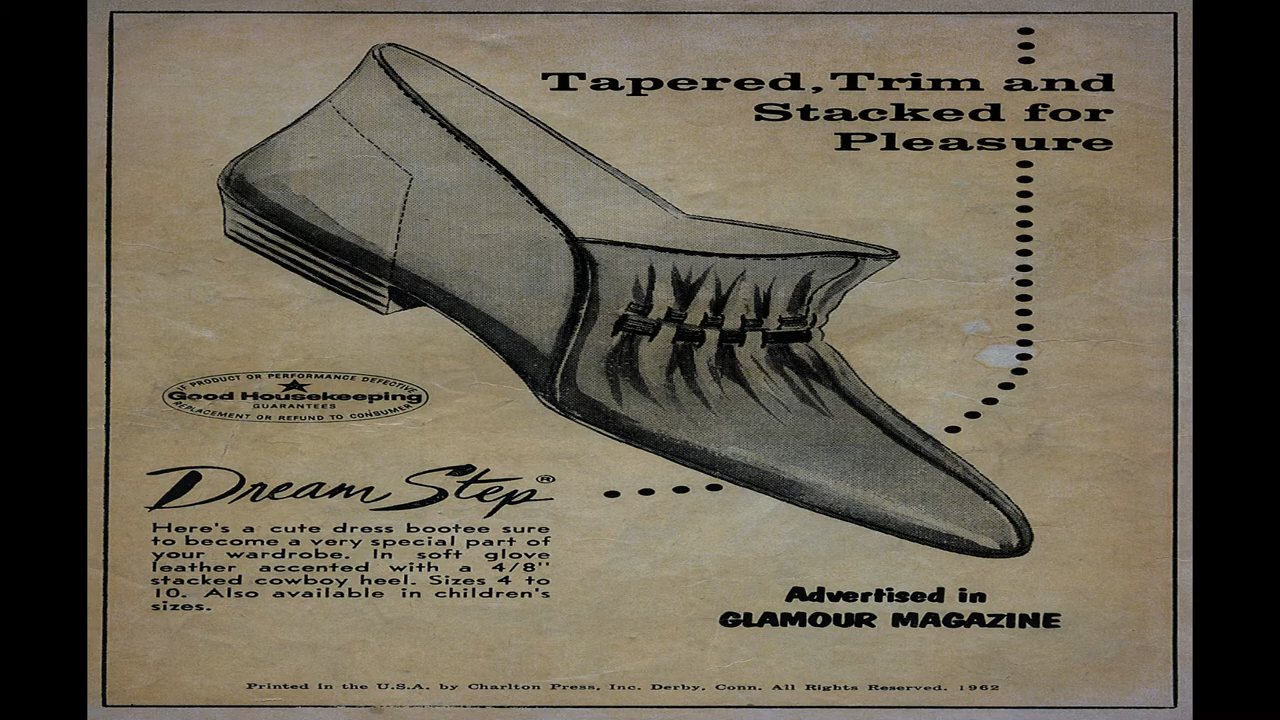 Tapered, Trim and
Stacked for
Pleasure
IF PRODUCT OR PERFORMANCE DEFECTIVE
Good Housekeeping
GUARANTEES
REPLACEMENT OR REFUND TO CONSUMER
Dream Step®
Here's a cute dress bootee sure
to become a very special part of
your wardrobe. In soft glove
leather accented with a 4/8"
stacked cowboy heel. Sizes 4 to
10. Also available in children's
sizes.
Advertised in
GLAMOUR MAGAZINE
Printed in the U.S.A. by Charlton Press, Inc. Derby, Conn. All Rights Reserved. 1962